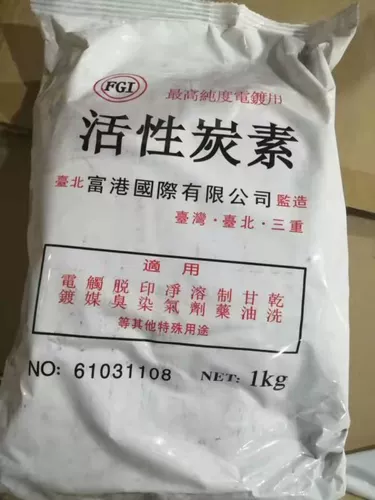 FGI
最高純度電鍍用
活性炭素
臺北富港國際有限公司監造
臺灣·臺北·三重
適用
電觸脱印淨溶制甘乾
鍍媒臭染氣劑藥油洗
等其他特殊用途
NO: 61031108 NET: 1kg